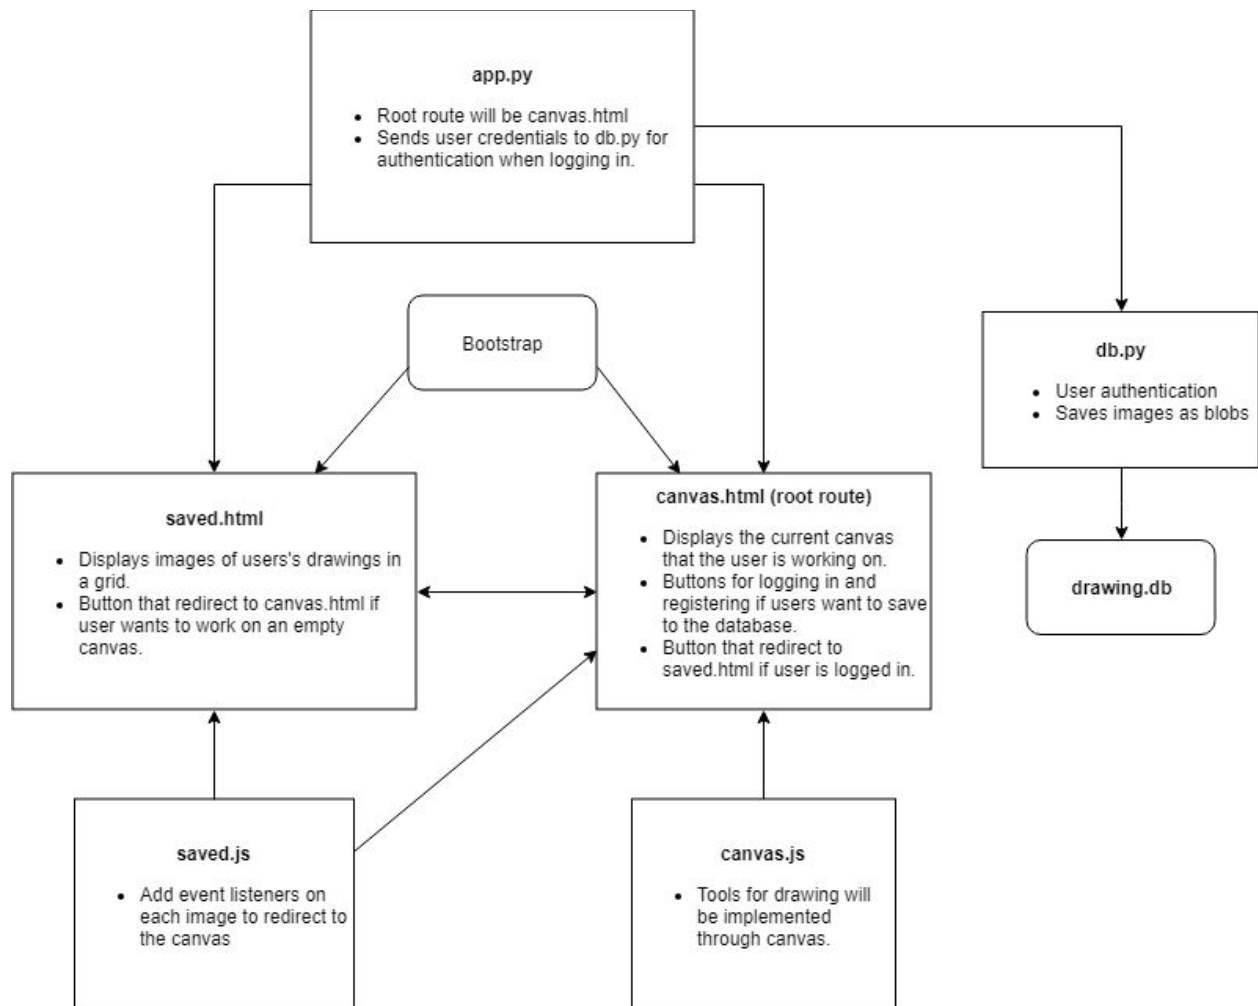 app.py
• Root route will be canvas.html
• Sends user credentials to db.py for
authentication when logging in.
Bootstrap
db.py
• User authentication
• Saves images as blobs
saved.html
• Displays images of users's drawings in
a grid.
• Button that redirect to canvas.html if
user wants to work on an empty
canvas.
canvas.html (root route)
• Displays the current canvas
that the user is working on.
• Buttons for logging in and
registering if users want to save
to the database.
• Button that redirect to
saved.html if user is logged in.
drawing.db
saved.js
• Add event listeners on
each image to redirect to
the canvas
canvas.js
• Tools for drawing will
be implemented
through canvas.